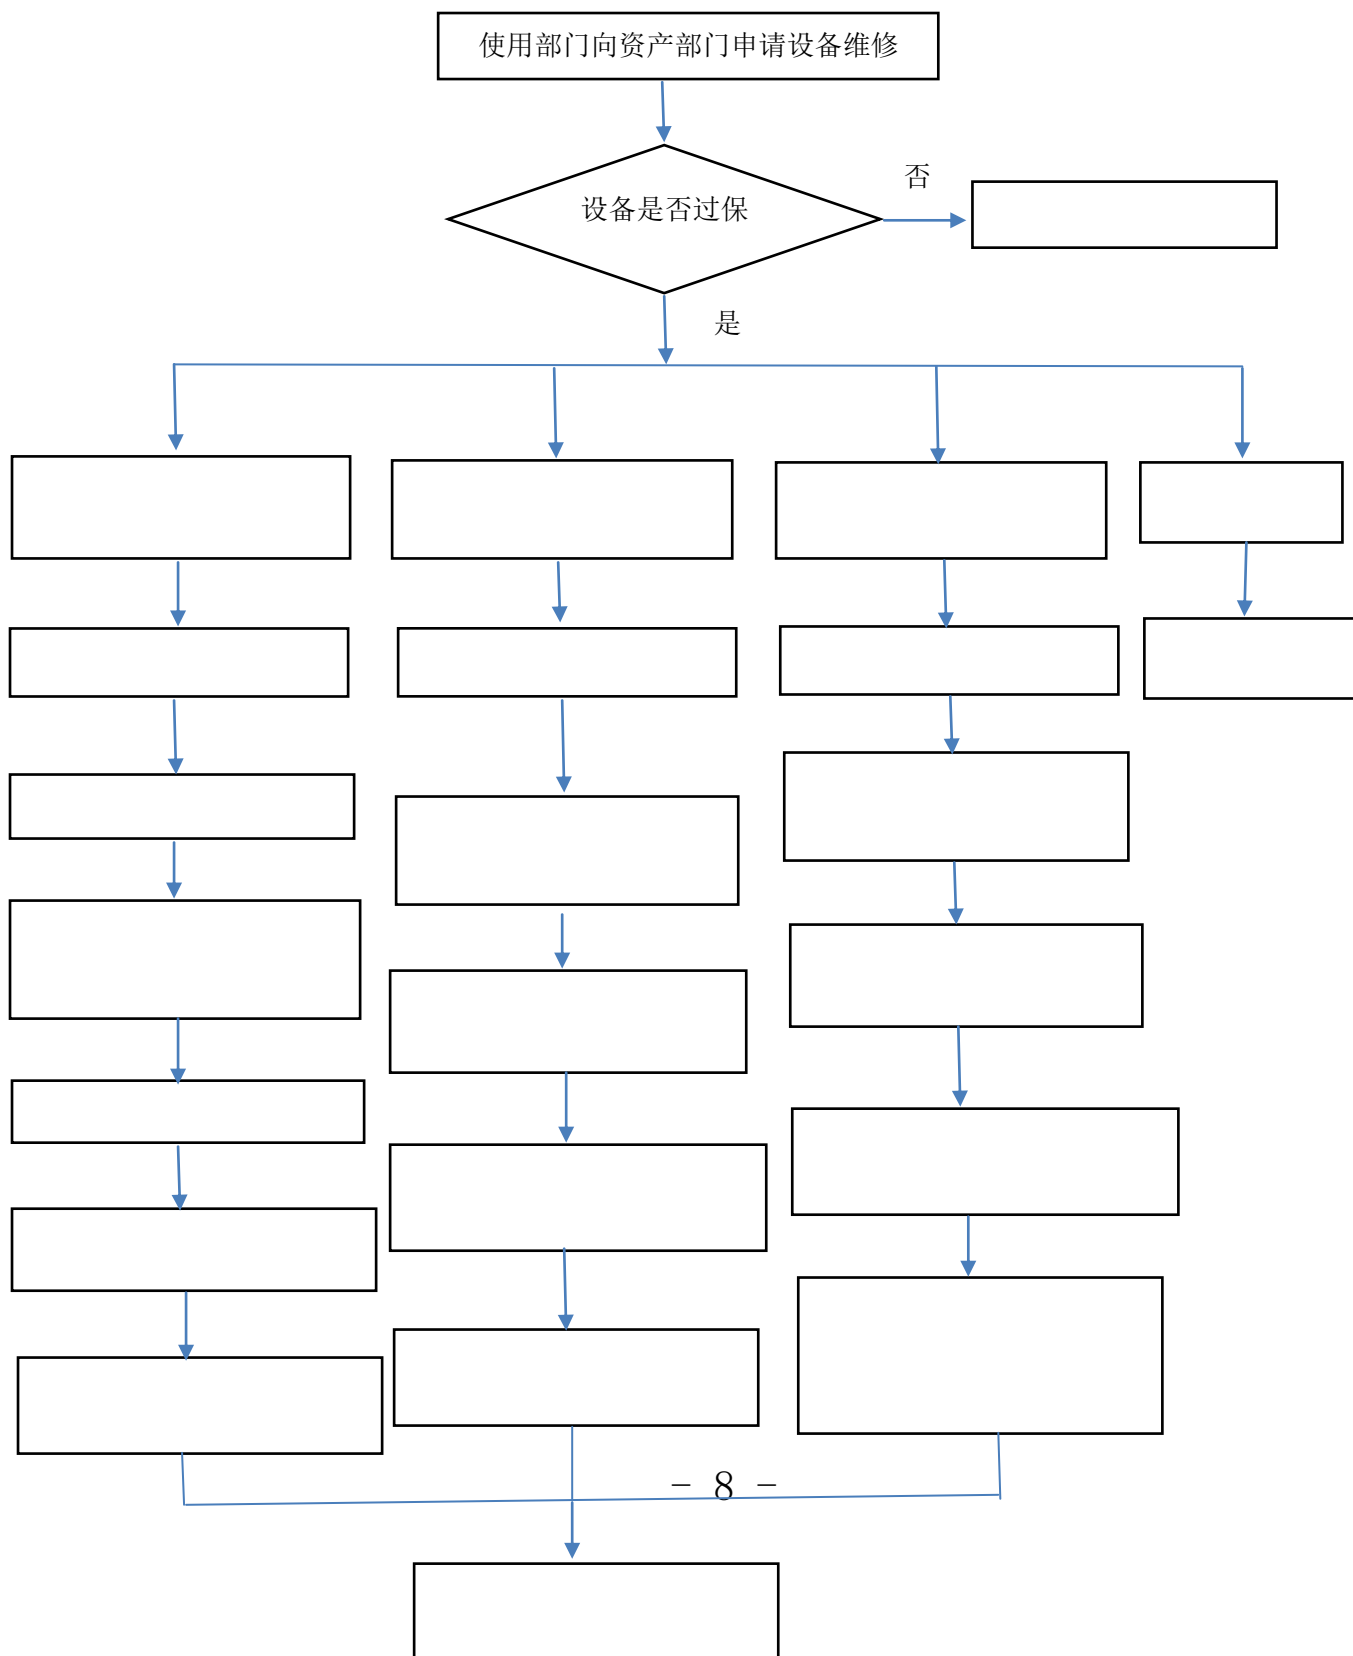 使用部门向资产部门申请设备维修
否
设备是否过保
是
- 8 -